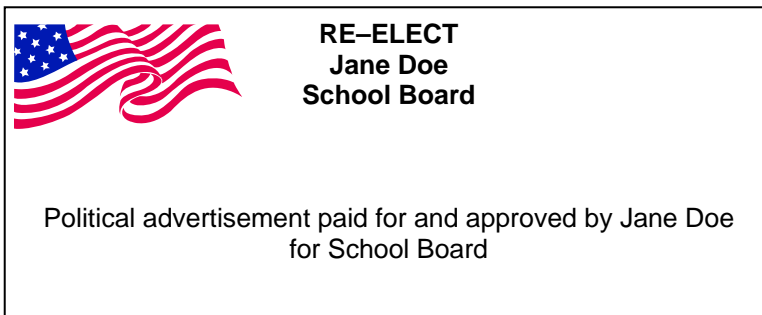 RE–ELECT
Jane Doe
School Board
Political advertisement paid for and approved by Jane Doe
for School Board